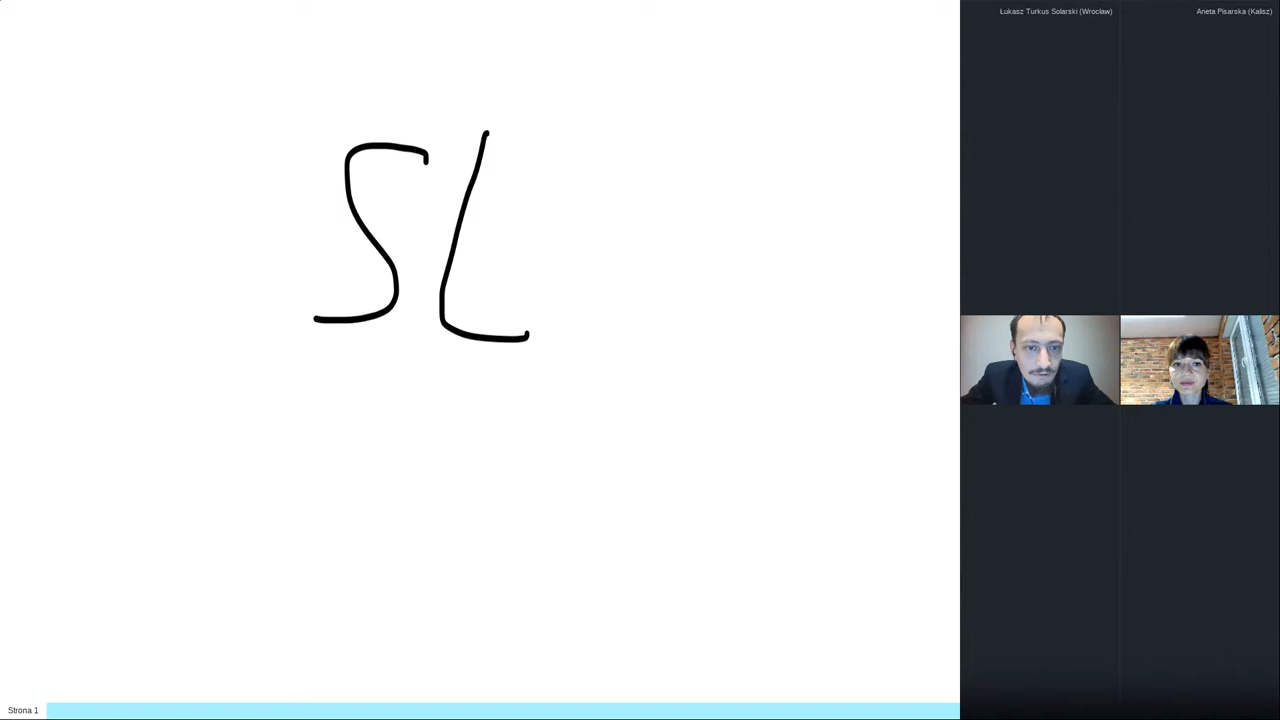 Łukasz Turkus Solarski (Wrocław)
Aneta Pisarska (Kalisz)
SL
Strona 1